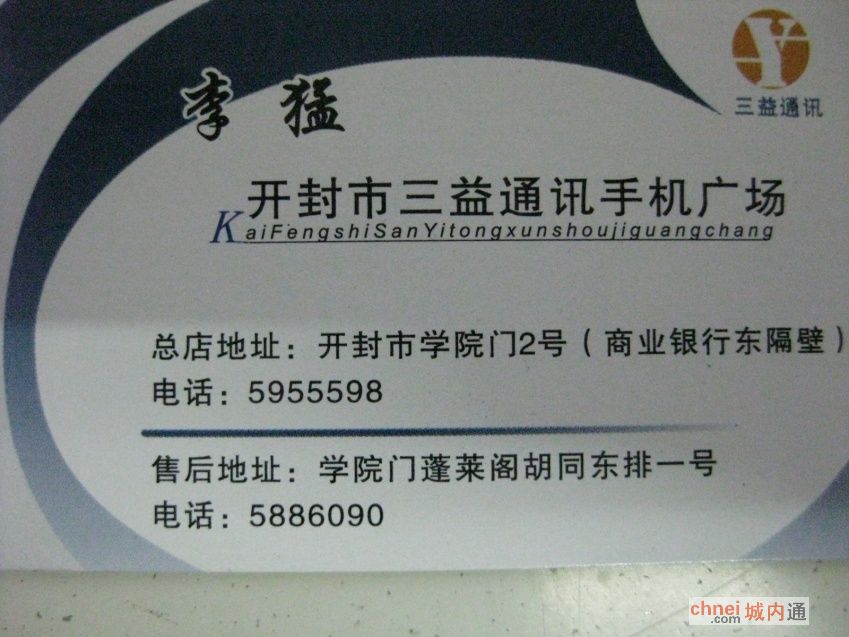 三益通讯
李 猛
开封市三益通讯手机广场
KaiFengshiSanYitongxunshoujiguangchang
总店地址：开封市学院门2号（商业银行东隔壁）
电话：5955598
售后地址：学院门蓬莱阁胡同东排一号
电话：5886090
chnei城内通
.com